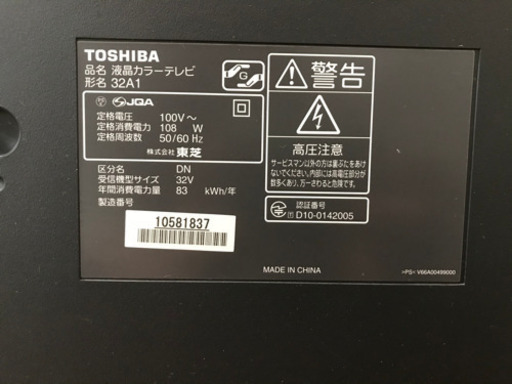 TOSHIBA
品名 液晶カラーテレビ
形名 32A1
G
JQA
定格電圧 100V～
定格消費電力 108 W
定格周波数 50/60 Hz
株式会社 東芝
区分名 DN
受信機型サイズ 32V
年間消費電力量 83 kWh/年
製造番号
10581837
警告
高圧注意
サービスマン以外の方は裏ぶたをあけ
ないでください。内部には高電圧部分が
数多くあり、万一さわると危険です。
認証番号
D10-0142005
MADE IN CHINA
>PS< V66A00499000